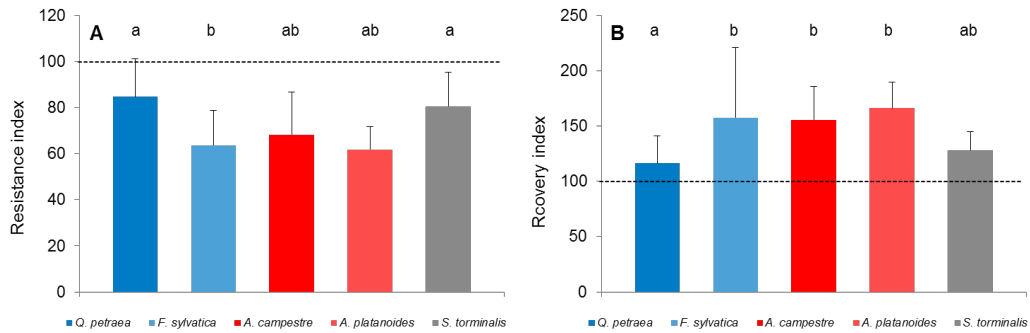 A
a b ab ab a
Resistance index
120
100
80
60
40
20
0
Q. petraea F. sylvatica A. campestre A. platanoides S. torminalis
B
a b b b ab
Rcovery index
250
200
150
100
50
0
Q. petraea F. sylvatica A. campestre A. platanoides S. torminalis